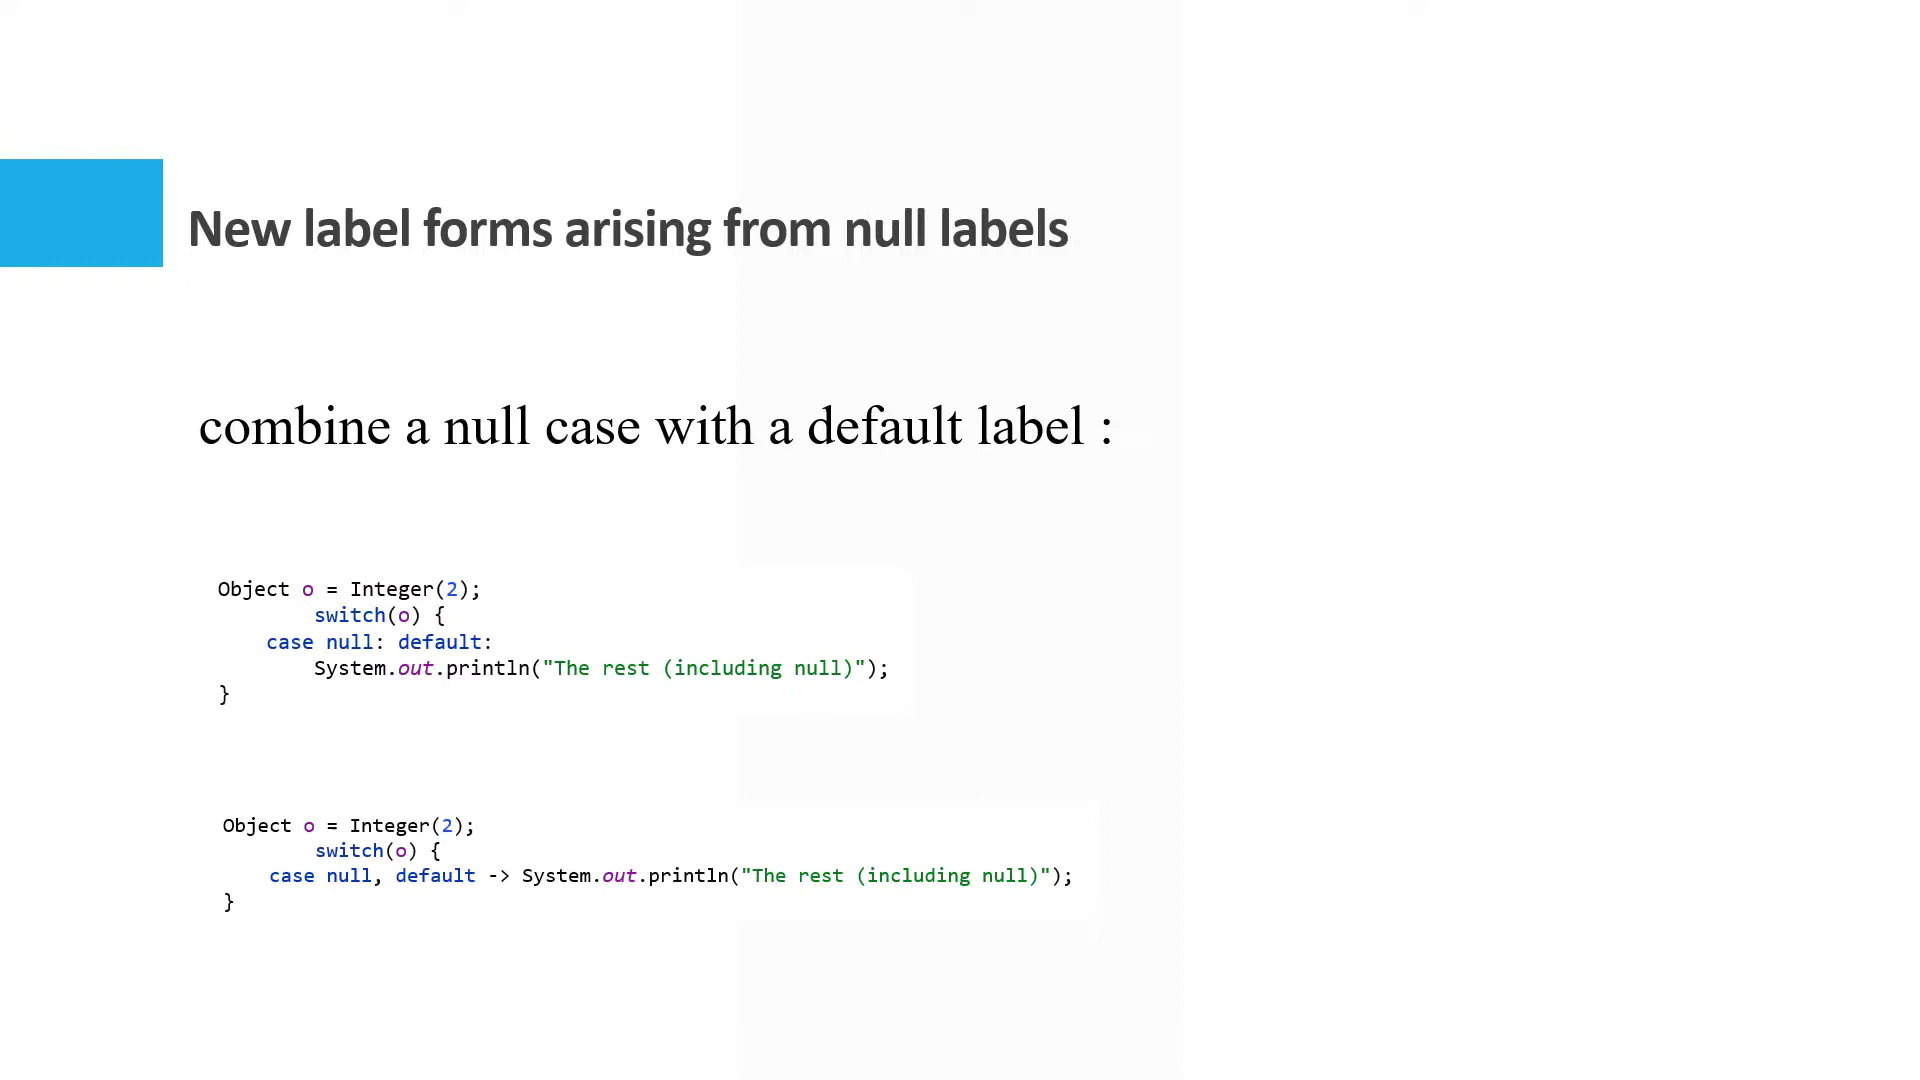 New label forms arising from null labels
combine a null case with a default label :
Object o = Integer(2);
switch(o) {
case null: default:
System.out.println("The rest (including null)");
}
Object o = Integer(2);
switch(o) {
case null, default -> System.out.println("The rest (including null)");
}